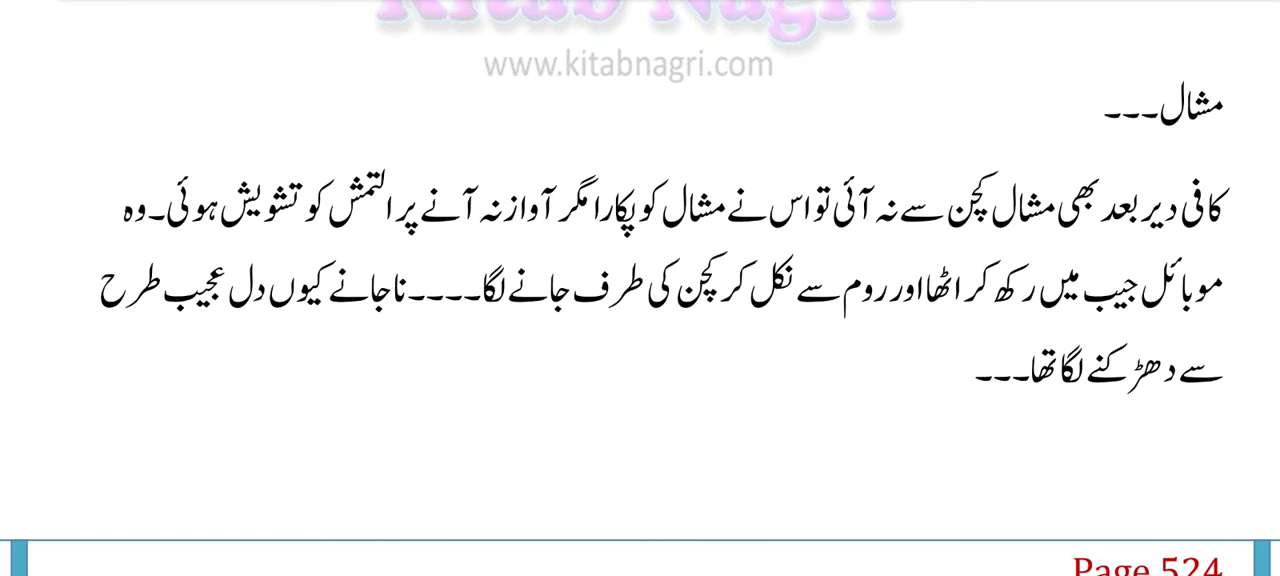 Kitab Nagri
www.kitabnagri.com
مشال۔۔۔
کافی دیر بعد بھی مشال کچن سے نہ آئی تو اس نے مشال کو پکارا مگر آواز نہ آنے پر التمش کو تشویش ہوئی۔ وہ
موبائل جیب میں رکھ کر اٹھا اور روم سے نکل کر کچن کی طرف جانے لگا۔۔۔۔ ناجانے کیوں دل عجیب طرح
سے دھڑکنے لگا تھا۔۔۔
Page 524